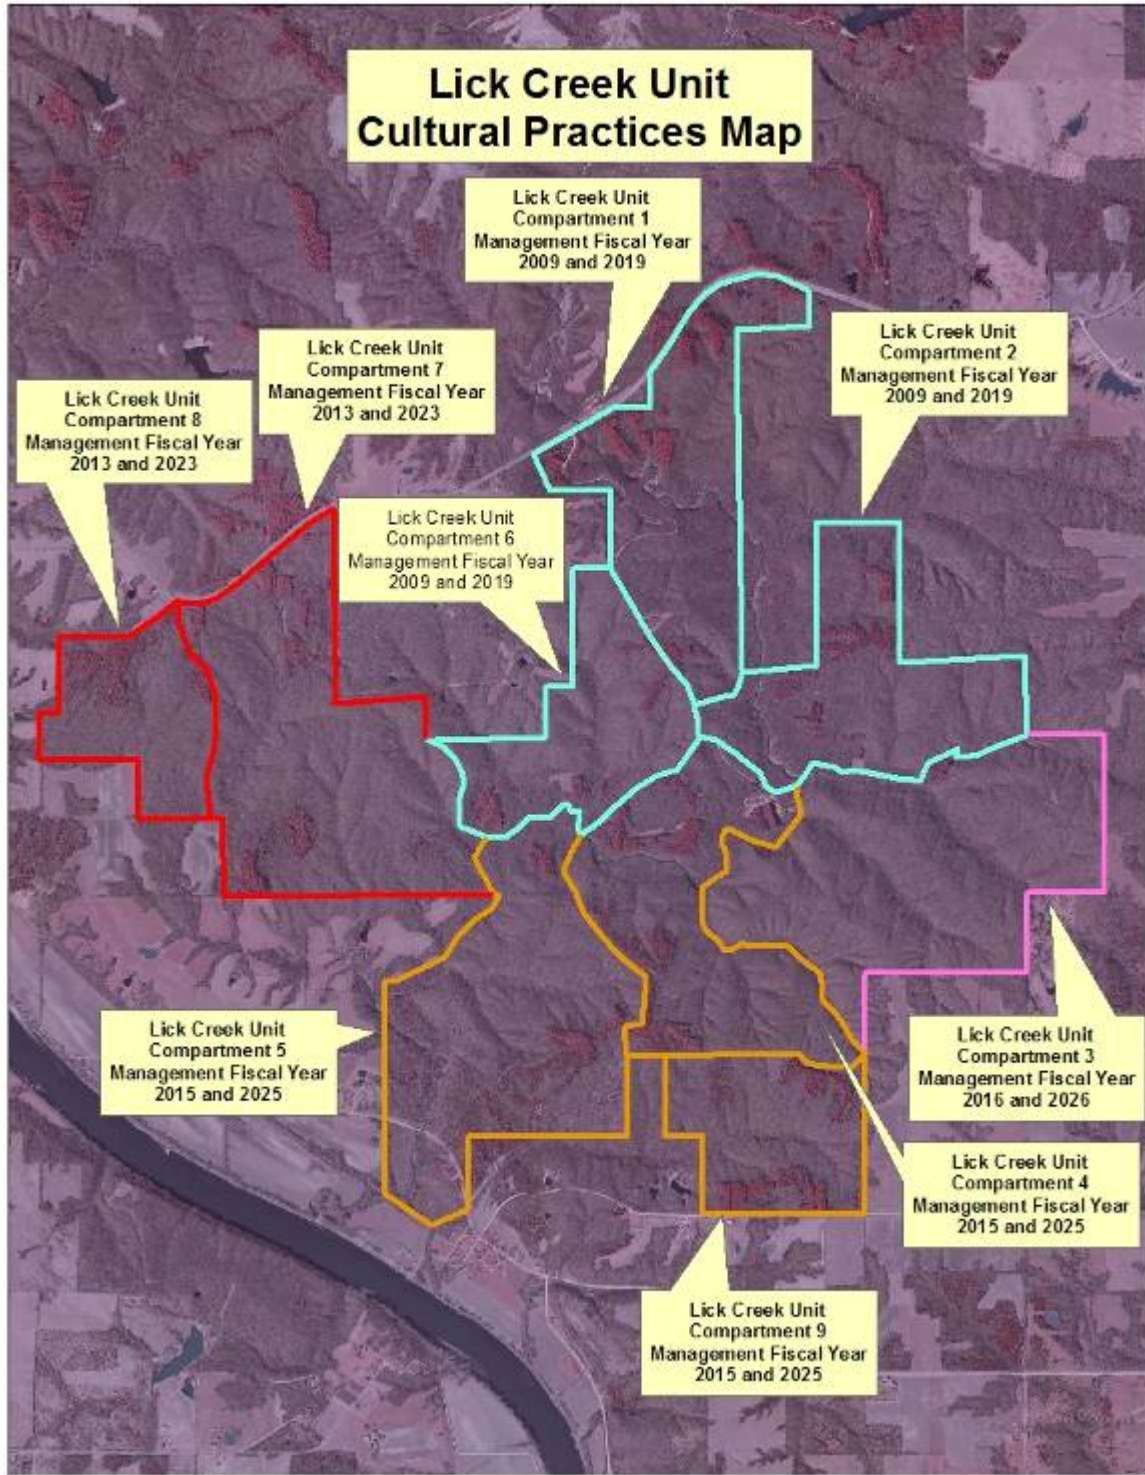 Lick Creek Unit
Cultural Practices Map
Lick Creek Unit
Compartment 1
Management Fiscal Year
2009 and 2019
Lick Creek Unit
Compartment 2
Management Fiscal Year
2009 and 2019
Lick Creek Unit
Compartment 7
Management Fiscal Year
2013 and 2023
Lick Creek Unit
Compartment 8
Management Fiscal Year
2013 and 2023
Lick Creek Unit
Compartment 6
Management Fiscal Year
2009 and 2019
Lick Creek Unit
Compartment 5
Management Fiscal Year
2015 and 2025
Lick Creek Unit
Compartment 3
Management Fiscal Year
2016 and 2026
Lick Creek Unit
Compartment 4
Management Fiscal Year
2015 and 2025
Lick Creek Unit
Compartment 9
Management Fiscal Year
2015 and 2025